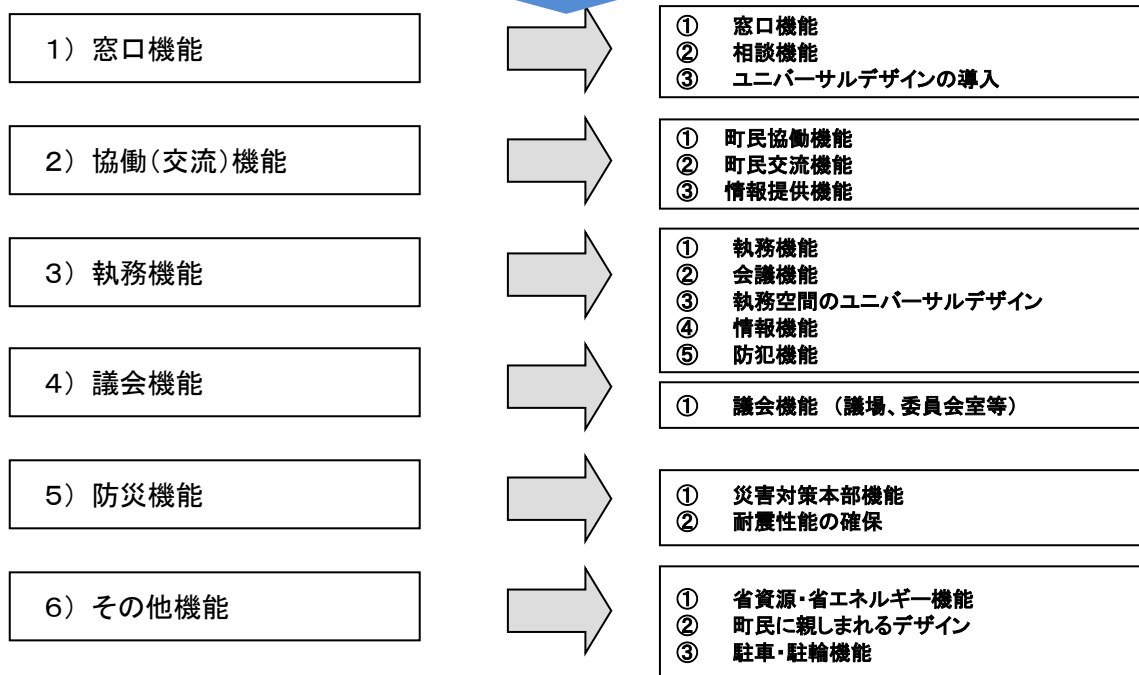 1）窓口機能
① 窓口機能
② 相談機能
③ ユニバーサルデザインの導入
2）協働（交流）機能
① 町民協働機能
② 町民交流機能
③ 情報提供機能
3）執務機能
① 執務機能
② 会議機能
③ 執務空間のユニバーサルデザイン
④ 情報機能
⑤ 防犯機能
4）議会機能
① 議会機能 （議場、委員会室等）
5）防災機能
① 災害対策本部機能
② 耐震性能の確保
6）その他機能
① 省資源・省エネルギー機能
② 町民に親しまれるデザイン
③ 駐車・駐輪機能